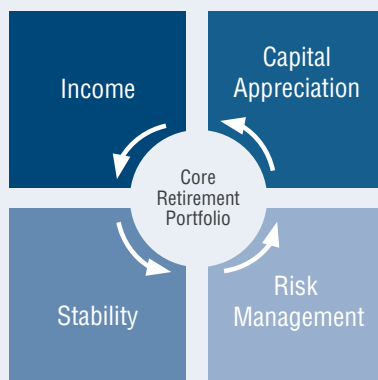 Income
Capital
Appreciation
Core
Retirement
Portfolio
Stability
Risk
Management